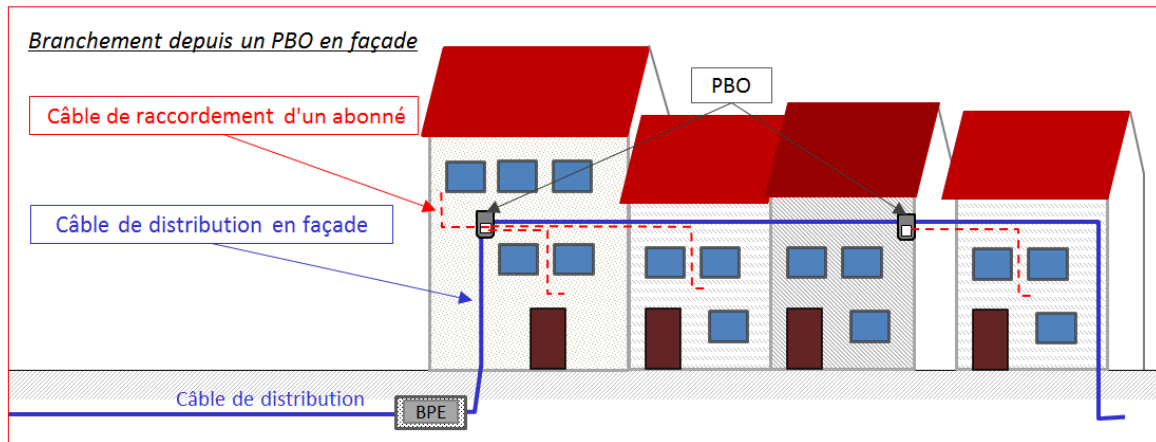 Branchement depuis un PBO en façade
PBO
Câble de raccordement d'un abonné
Câble de distribution en façade
Câble de distribution
BPE